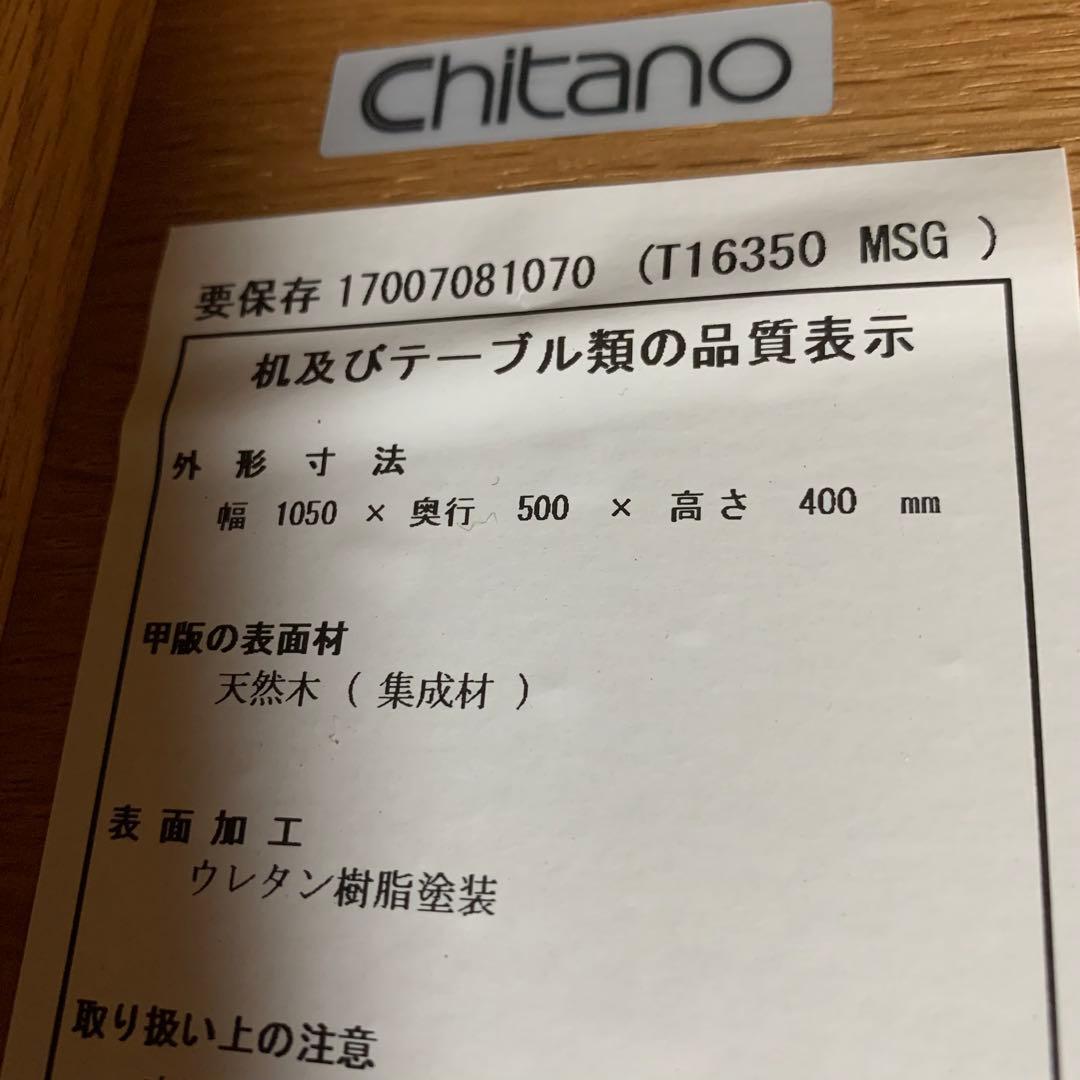 Chitano
要保存 17007081070 (T16350 MSG )
机及びテーブル類の品質表示
外形寸法
幅 1050 × 奥行 500 × 高さ 400 mm
甲版の表面材
天然木 ( 集成材 )
表面加工
ウレタン樹脂塗装
取り扱い上の注意